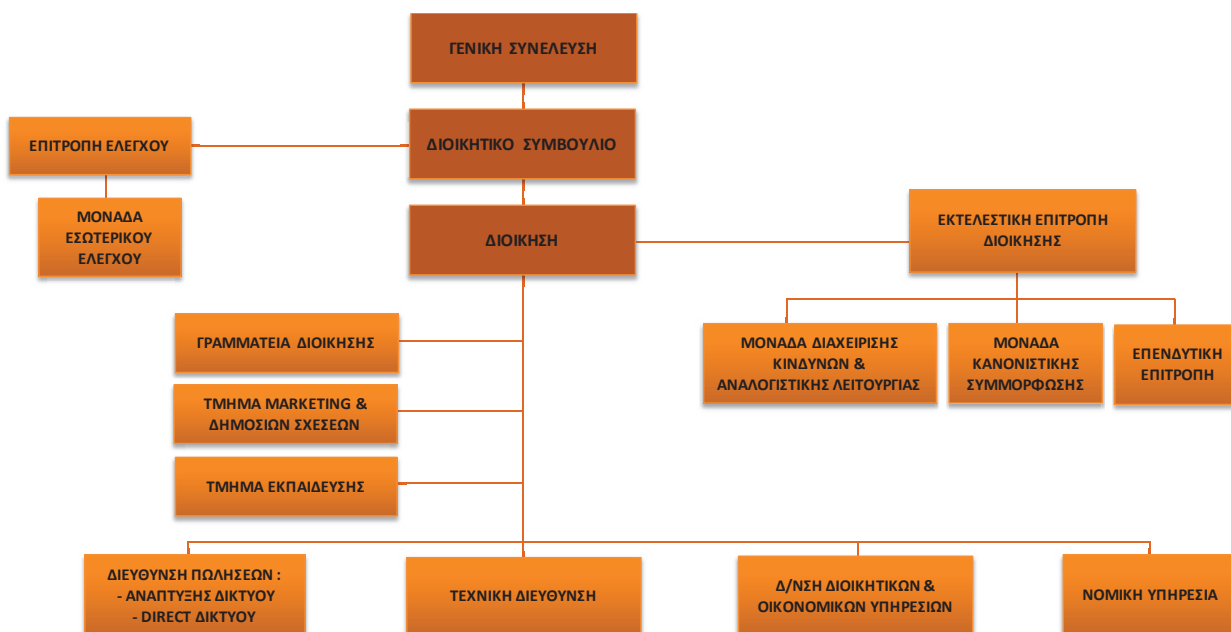 ΓΕΝΙΚΗ ΣΥΝΕΛΕΥΣΗ
ΕΠΙΤΡΟΠΗ ΕΛΕΓΧΟΥ
ΔΙΟΙΚΗΤΙΚΟ ΣΥΜΒΟΥΛΙΟ
ΜΟΝΑΔΑ
ΕΣΩΤΕΡΙΚΟΥ
ΕΛΕΓΧΟΥ
ΔΙΟΙΚΗΣΗ
ΕΚΤΕΛΕΣΤΙΚΗ ΕΠΙΤΡΟΠΗ
ΔΙΟΙΚΗΣΗΣ
ΓΡΑΜΜΑΤΕΙΑ ΔΙΟΙΚΗΣΗΣ
ΜΟΝΑΔΑ ΔΙΑΧΕΙΡΙΣΗΣ
ΚΙΝΔΥΝΩΝ &
ΑΝΑΛΟΓΙΣΤΙΚΗΣ ΛΕΙΤΟΥΡΓΙΑΣ
ΜΟΝΑΔΑ
ΚΑΝΟΝΙΣΤΙΚΗΣ
ΣΥΜΜΟΡΦΩΣΗΣ
ΕΠΕΝΔΥΤΙΚΗ
ΕΠΙΤΡΟΠΗ
ΤΜΗΜΑ MARKETING &
ΔΗΜΟΣΙΩΝ ΣΧΕΣΕΩΝ
ΤΜΗΜΑ ΕΚΠΑΙΔΕΥΣΗΣ
ΔΙΕΥΘΥΝΣΗ ΠΩΛΗΣΕΩΝ :
- ΑΝΑΠΤΥΞΗΣ ΔΙΚΤΥΟΥ
- DIRECT ΔΙΚΤΥΟΥ
ΤΕΧΝΙΚΗ ΔΙΕΥΘΥΝΣΗ
Δ/ΝΣΗ ΔΙΟΙΚΗΤΙΚΩΝ &
ΟΙΚΟΝΟΜΙΚΩΝ ΥΠΗΡΕΣΙΩΝ
ΝΟΜΙΚΗ ΥΠΗΡΕΣΙΑ